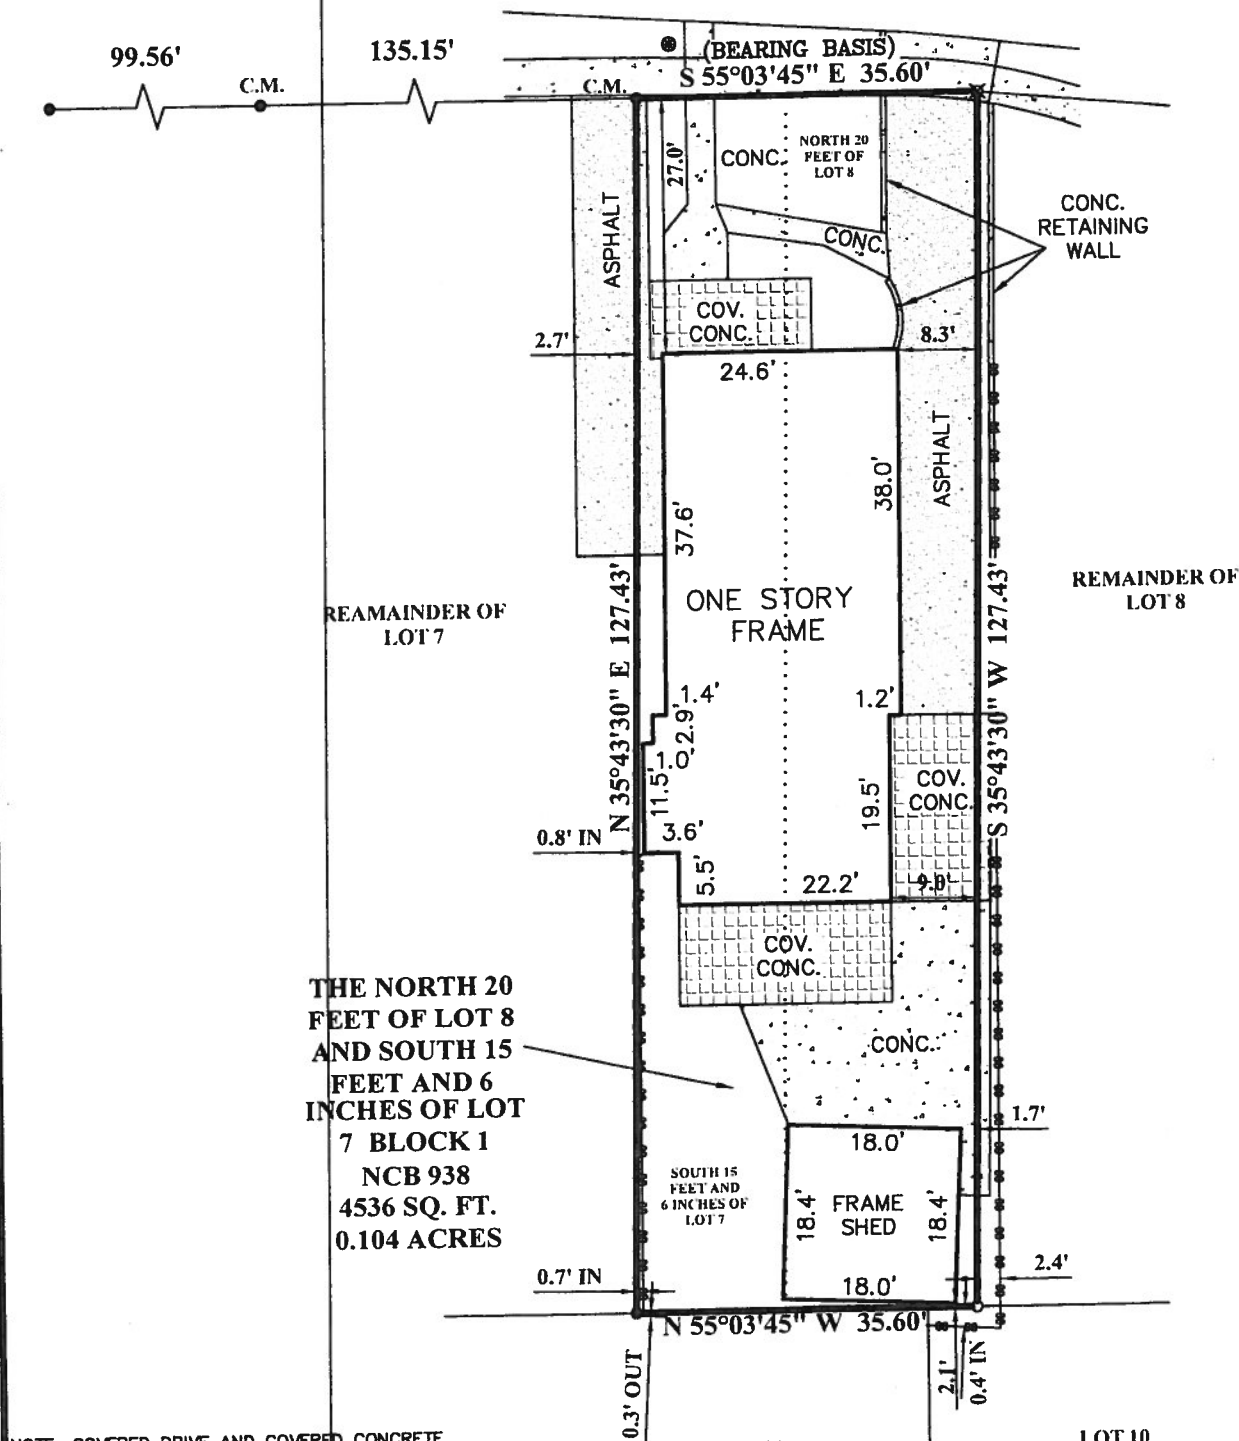 99.56'
135.15'
C.M.
C.M.
(BEARING BASIS)
S 55°03'45" E 35.60'
27.0'
CONC.
NORTH 20
FEET OF
LOT 8
CONC.
RETAINING
WALL
ASPHALT
CONC.
COV.
CONC.
2.7'
8.3'
24.6'
ASPHALT
38.0'
37.6'
ONE STORY
FRAME
REAMAINDER OF
LOT 7
REMAINDER OF
LOT 8
N 35°43'30" E 127.43'
S 35°43'30" W 127.43'
1.4'
2.9'
1.2'
1.0'
11.5'
19.5'
COV.
CONC.
0.8' IN
3.6'
5.5'
22.2'
9.0'
COV.
CONC.
THE NORTH 20
FEET OF LOT 8
AND SOUTH 15
FEET AND 6
INCHES OF LOT
7 BLOCK 1
NCB 938
4536 SQ. FT.
0.104 ACRES
CONC.
1.7'
18.0'
SOUTH 15
FEET AND
6 INCHES OF
LOT 7
18.4'
FRAME
SHED
18.4'
0.7' IN
18.0'
2.4'
N 55°03'45" W 35.60'
0.3' OUT
2.1'
0.4' IN
NOTE: COVERED DRIVE AND COVERED CONCRETE
LOT 10